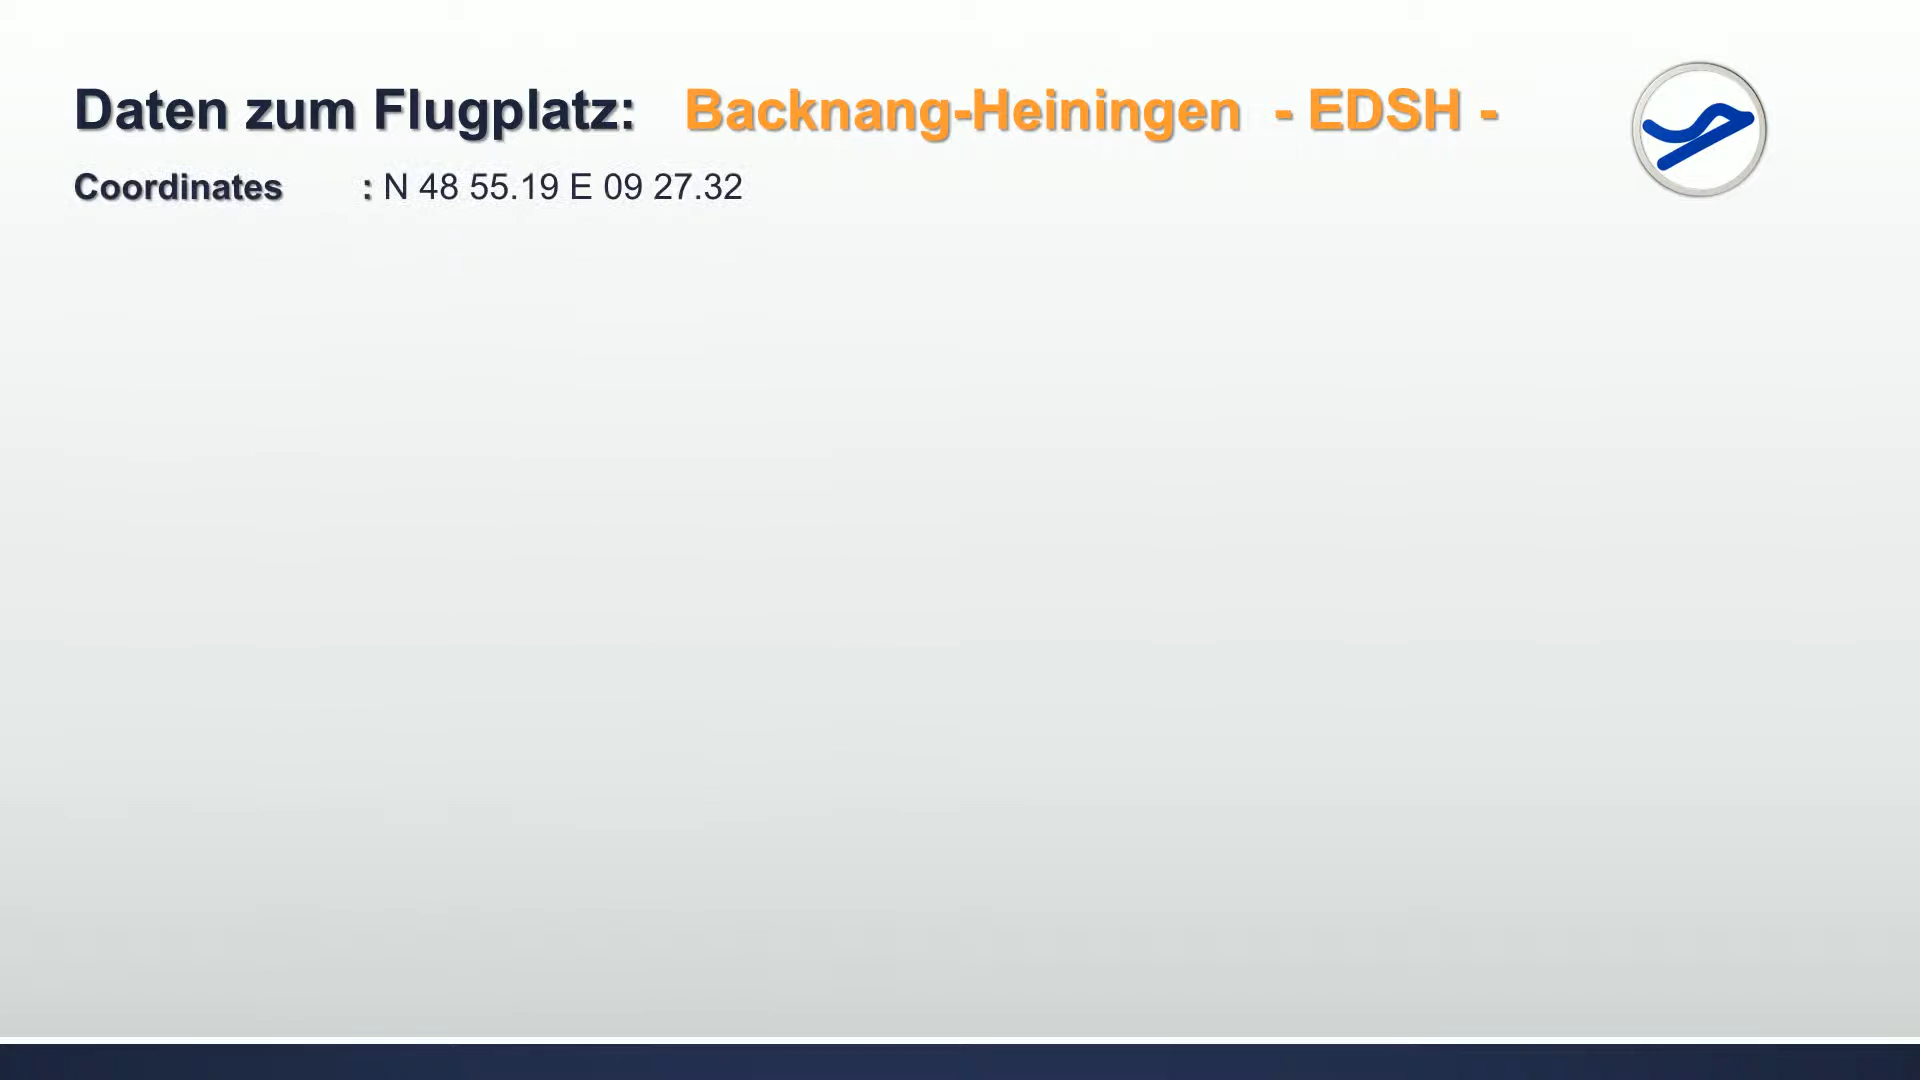 Daten zum Flugplatz: Backnang-Heiningen - EDSH -
Coordinates : N 48 55.19 E 09 27.32